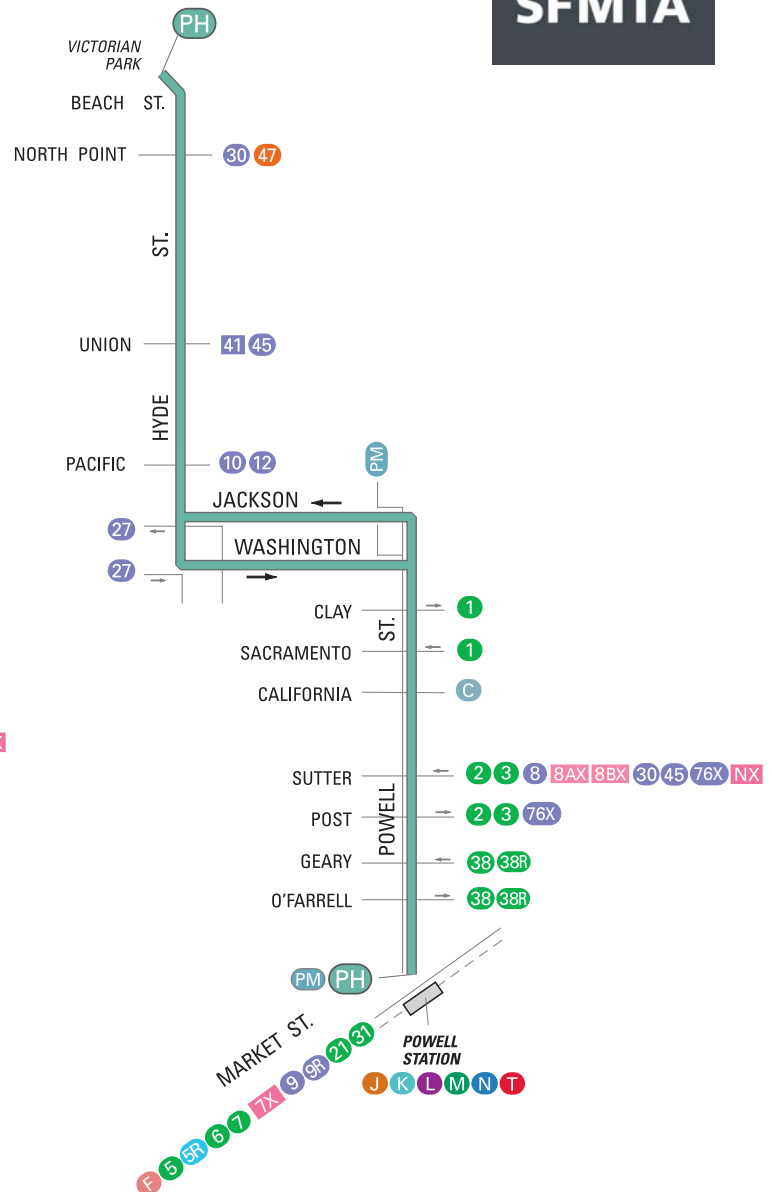 SFMTA
PH
VICTORIAN
PARK
BEACH ST.
NORTH POINT 30 47
ST.
UNION 41 45
HYDE
PACIFIC 10 12
PM
JACKSON
27
WASHINGTON
27
CLAY 1
ST.
SACRAMENTO 1
CALIFORNIA C
SUTTER 2 3 8 8AX 8BX 30 45 76X NX
POWELL
POST 2 3 76X
GEARY 38 38R
O'FARRELL 38 38R
PM PH
MARKET ST.
POWELL
STATION
J K L M N T
F 5 5R 6 7 7X 9 9R 21 31